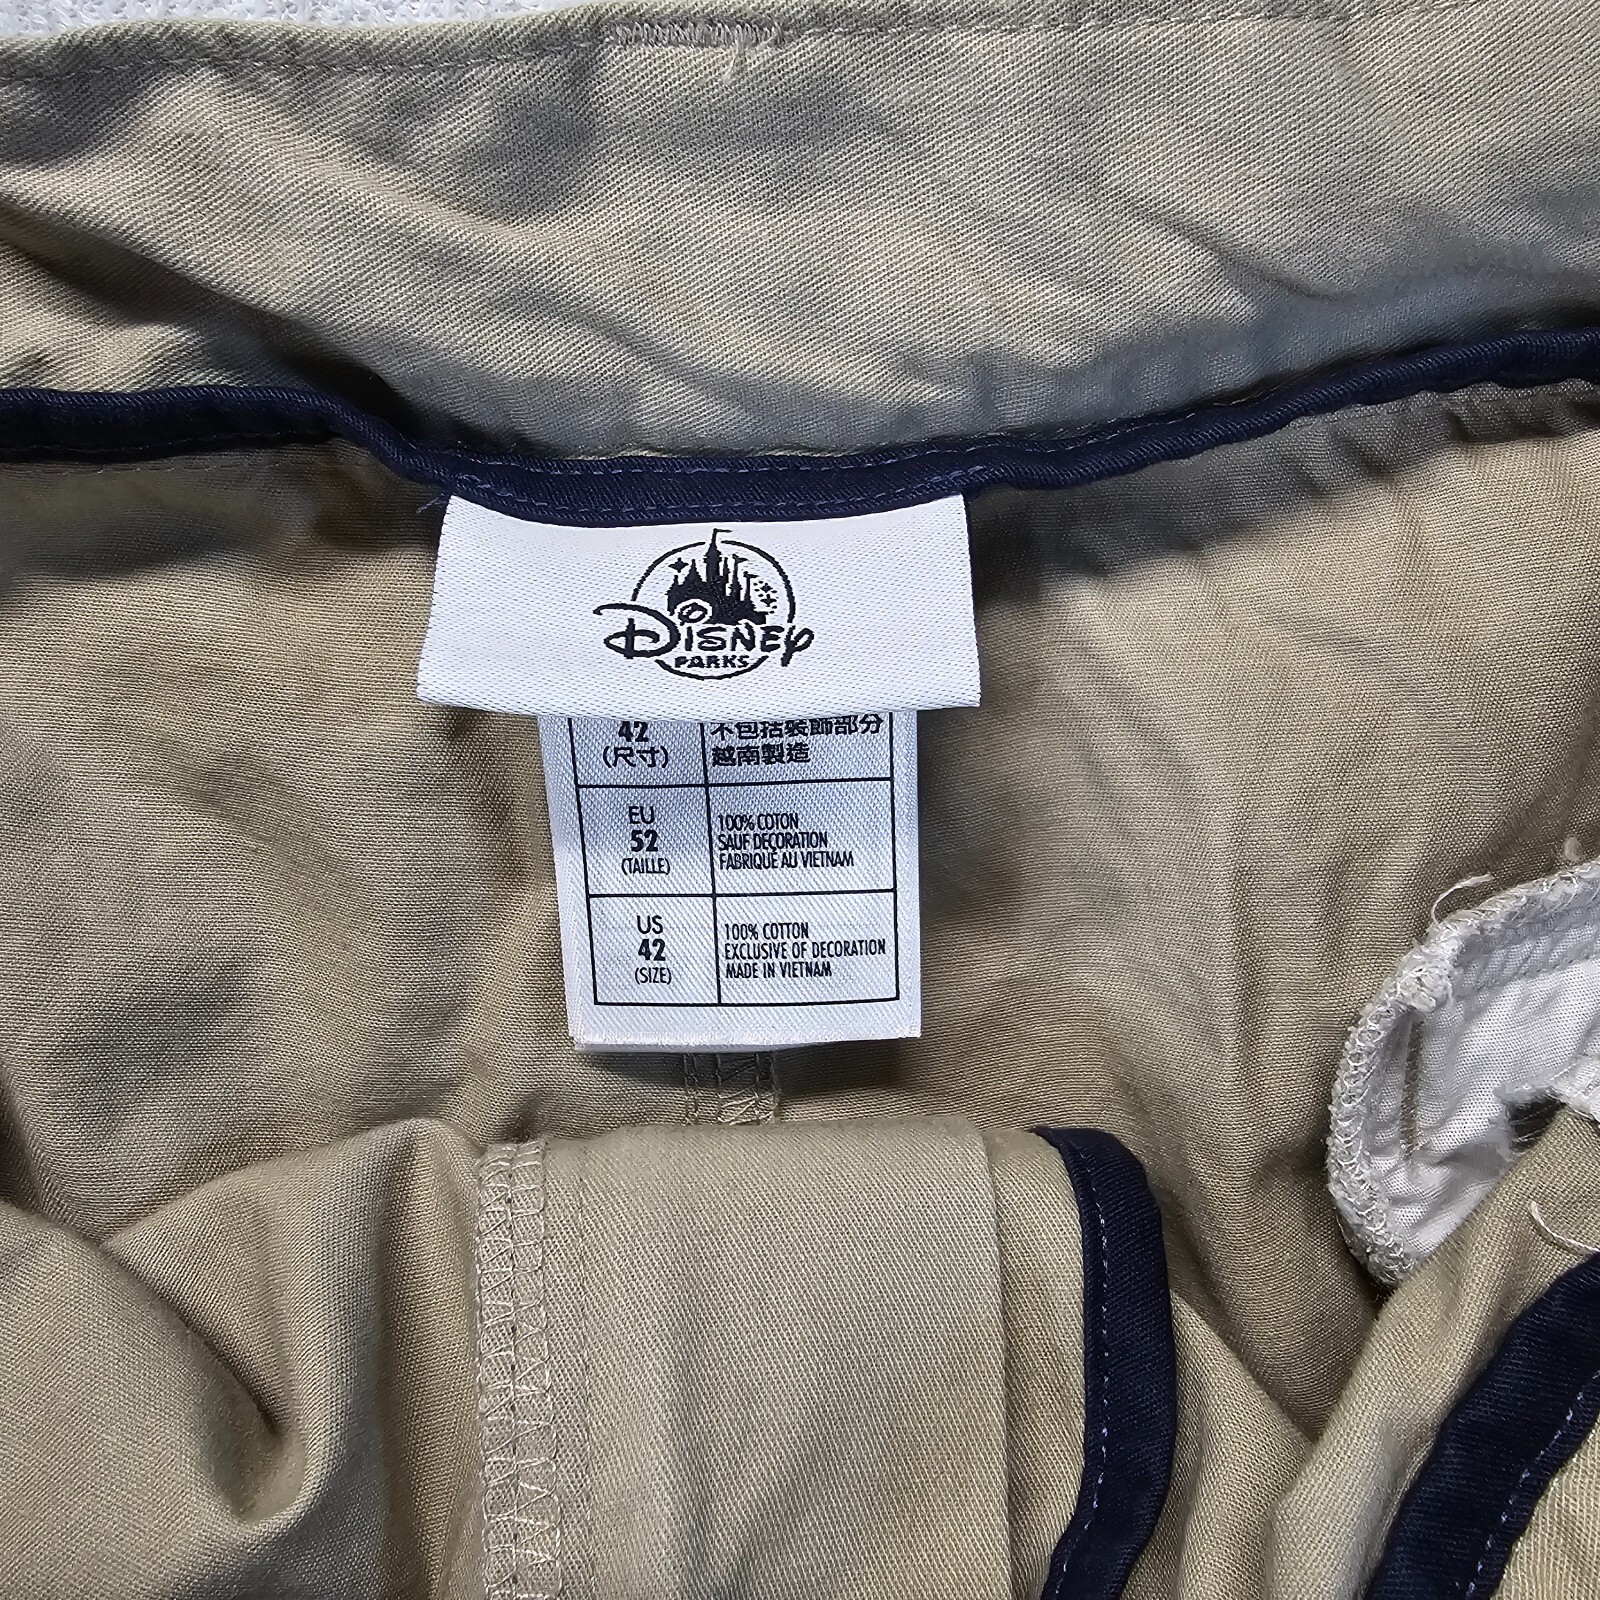 Disney
PARKS
42
(尺寸)
不包括裝飾部分
越南製造
EU
52
(TAILLE)
100% COTON
SAUF DECORATION
FABRIQUÉ AU VIETNAM
US
42
(SIZE)
100% COTTON
EXCLUSIVE OF DECORATION
MADE IN VIETNAM